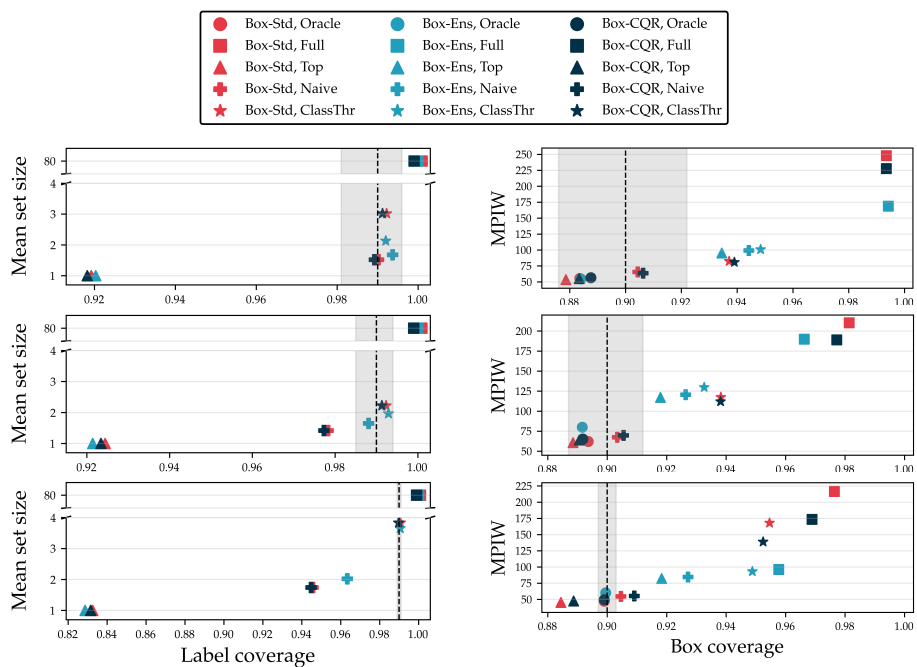 Box-Std, Oracle
Box-Std, Full
Box-Std, Top
Box-Std, Naive
Box-Std, ClassThr
Box-Ens, Oracle
Box-Ens, Full
Box-Ens, Top
Box-Ens, Naive
Box-Ens, ClassThr
Box-CQR, Oracle
Box-CQR, Full
Box-CQR, Top
Box-CQR, Naive
Box-CQR, ClassThr
Mean set size
80
4
3
2
1
0.92 0.94 0.96 0.98 1.00
MPIW
250
225
200
175
150
125
100
75
50
0.88 0.90 0.92 0.94 0.96 0.98 1.00
Mean set size
80
4
3
2
1
0.92 0.94 0.96 0.98 1.00
MPIW
200
175
150
125
100
75
50
0.88 0.90 0.92 0.94 0.96 0.98 1.00
Mean set size
80
4
3
2
1
0.82 0.84 0.86 0.88 0.90 0.92 0.94 0.96 0.98 1.00
Label coverage
MPIW
225
200
175
150
125
100
75
50
0.88 0.90 0.92 0.94 0.96 0.98 1.00
Box coverage